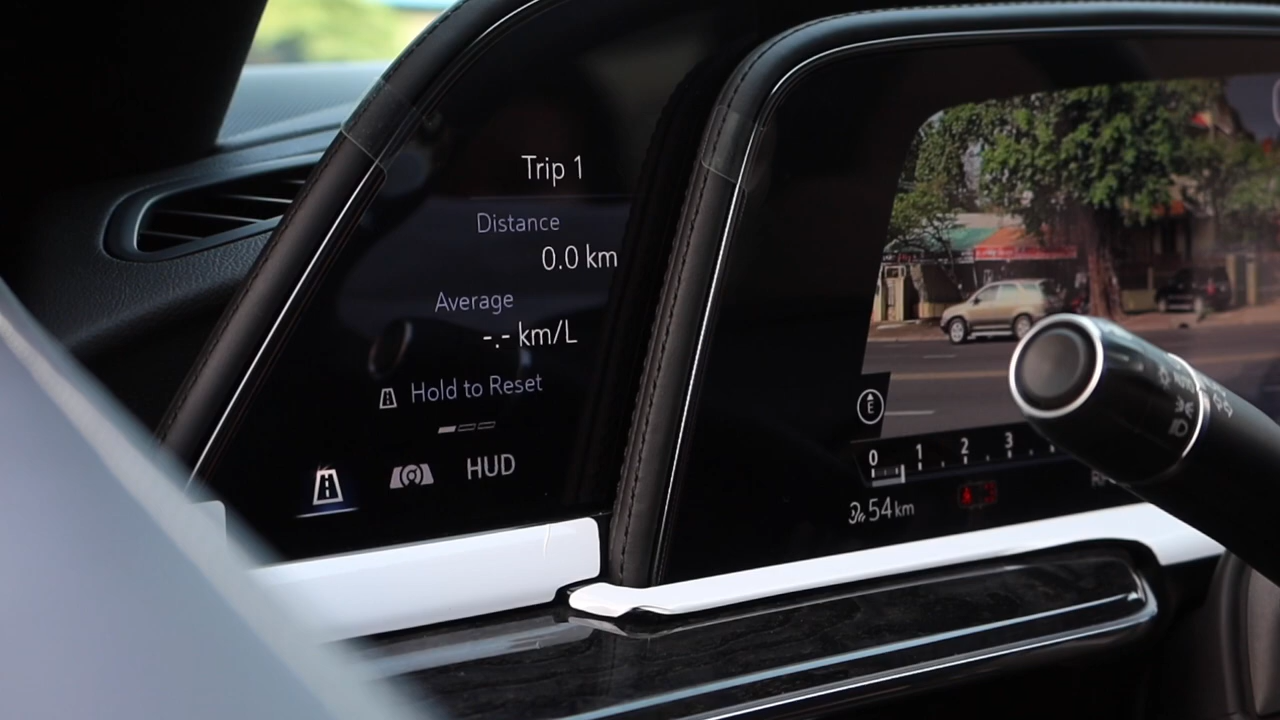 Trip 1
Distance
0.0 km
Average
-.- km/L
Hold to Reset
HUD
E
0 1 2 3
54 km